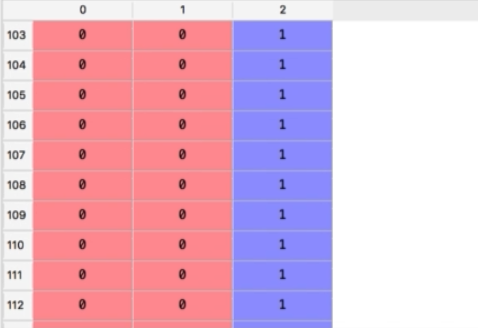 0 1 2
103 0 0 1
104 0 0 1
105 0 0 1
106 0 0 1
107 0 0 1
108 0 0 1
109 0 0 1
110 0 0 1
111 0 0 1
112 0 0 1